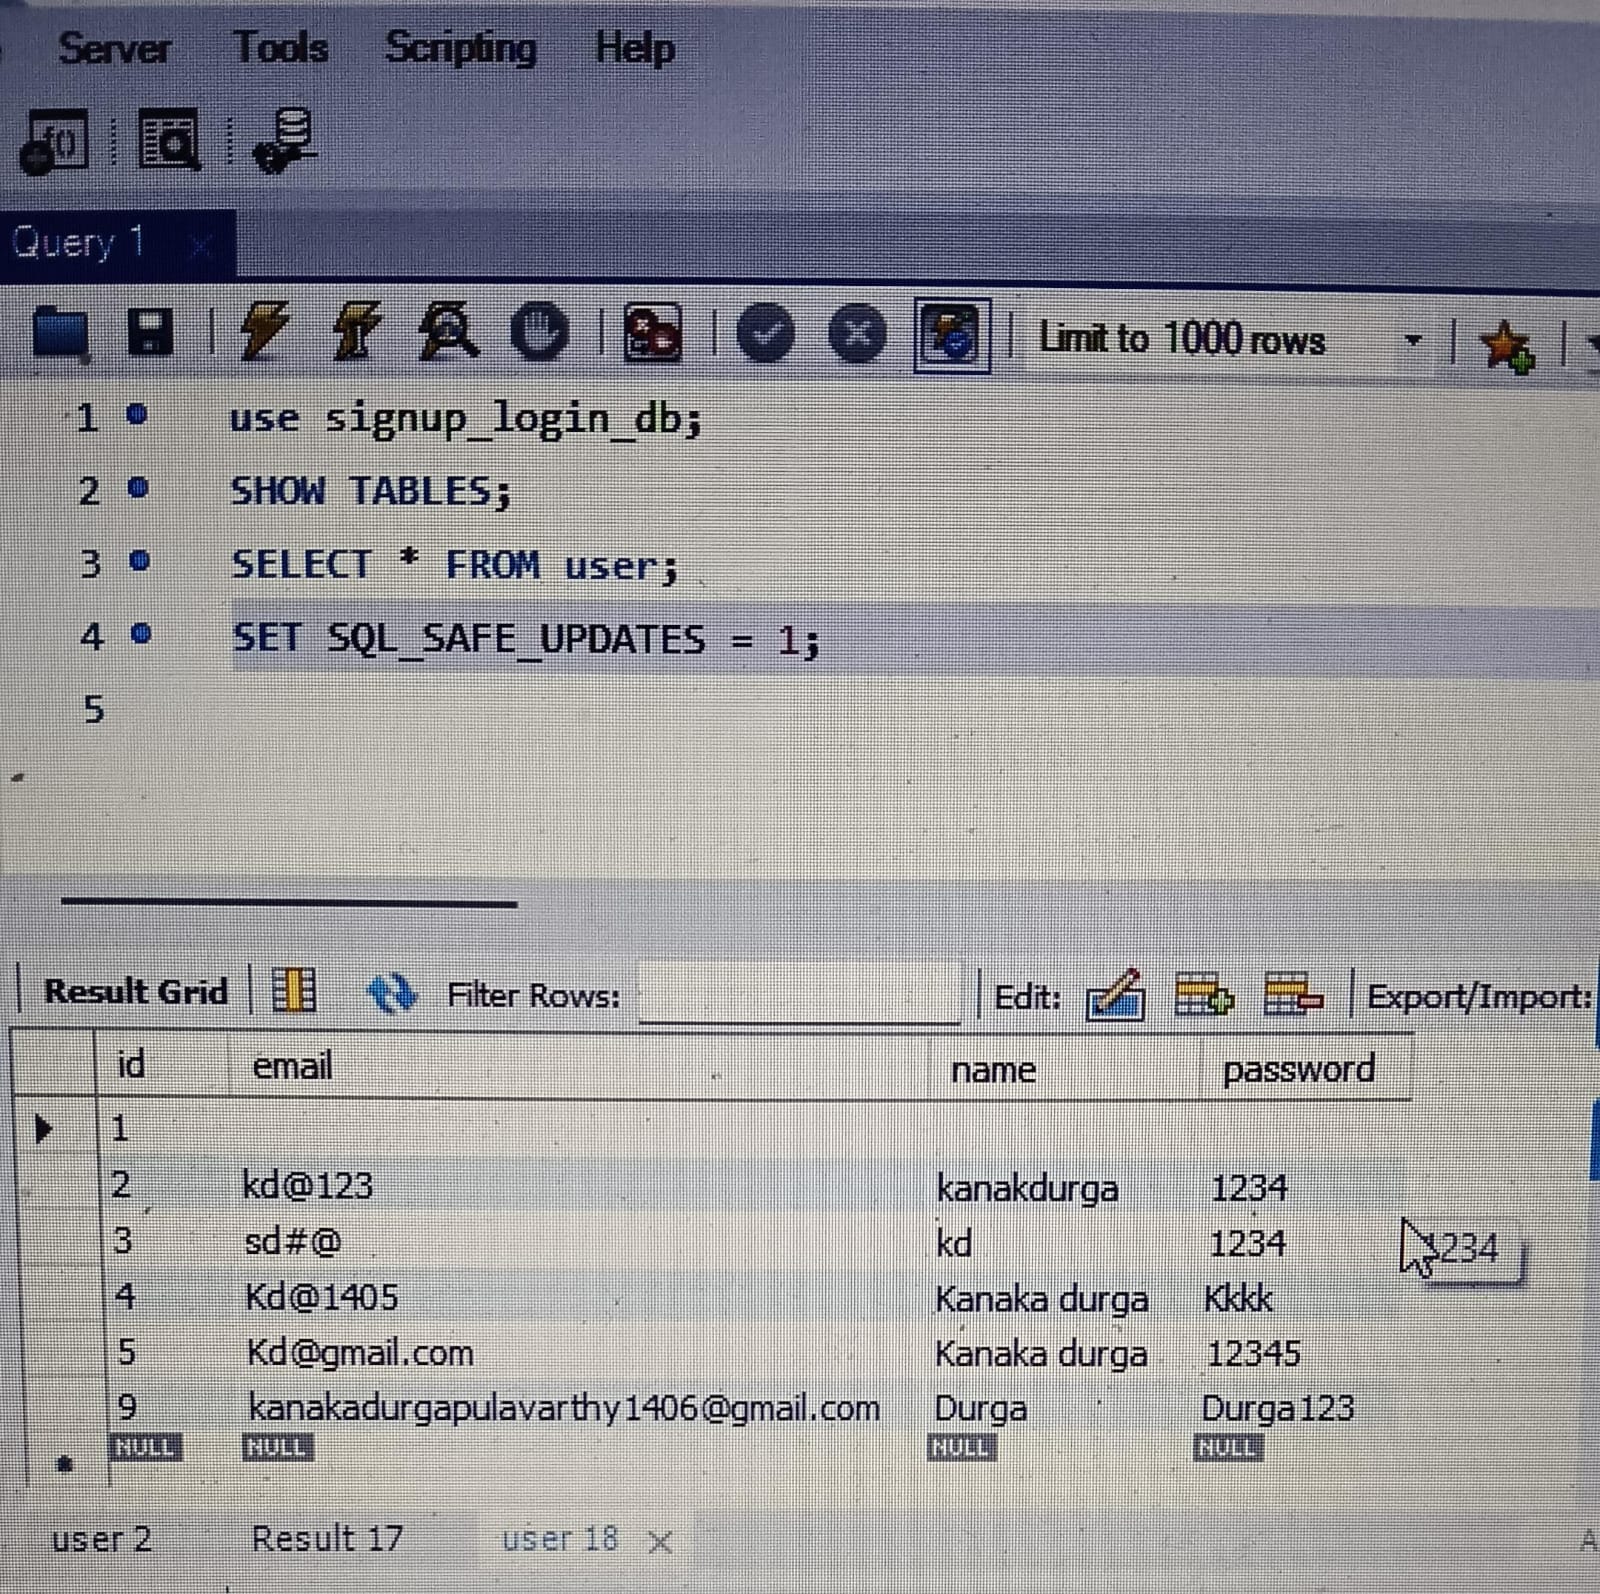 Server Tools Scripting Help
Query 1
Limit to 1000 rows
1 use signup_login_db;
2 SHOW TABLES;
3 SELECT * FROM user;
4 SET SQL_SAFE_UPDATES = 1;
5
Result Grid Filter Rows: Edit: Export/Import:
id email name password
1
2 kd@123 kanakdurga 1234
3 sd#@ kd 1234
1234
4 Kd@1405 Kanaka durga Kkkk
5 Kd@gmail.com Kanaka durga 12345
9 kanakadurgapulavarthy1406@gmail.com Durga Durga123
NULL NULL NULL NULL
user 2 Result 17 user 18